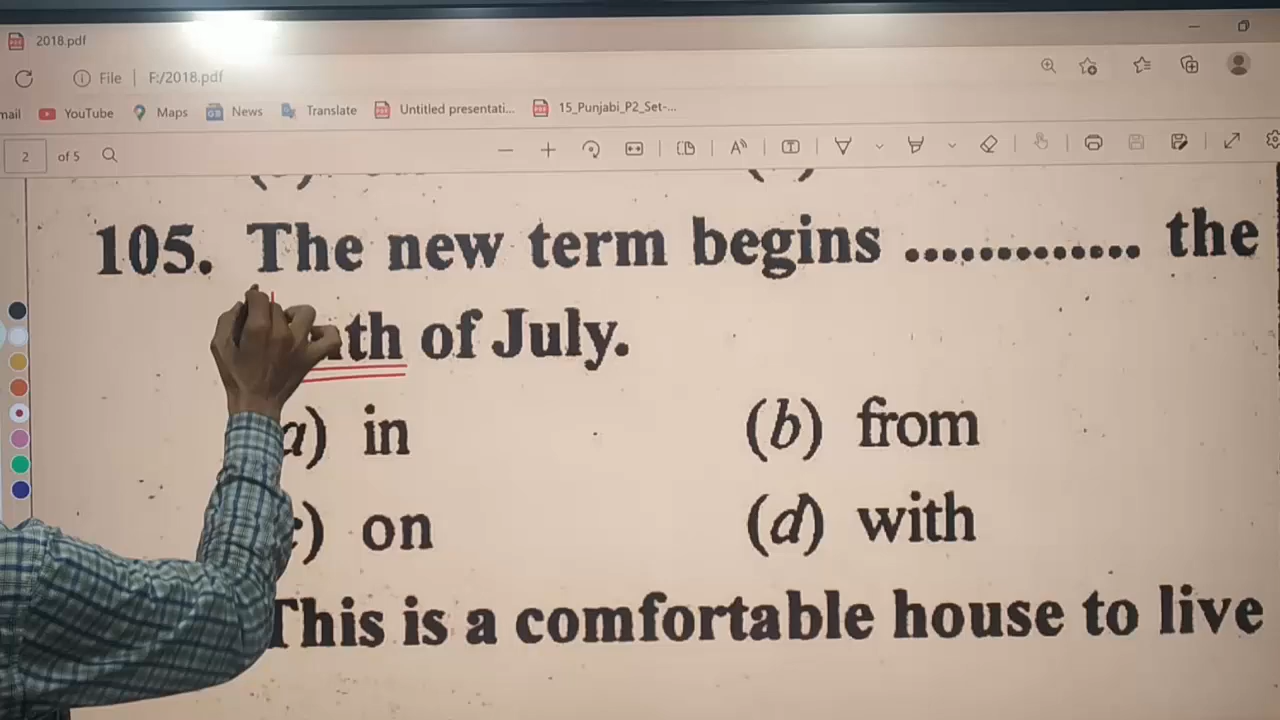 2018.pdf
File | F:/2018.pdf
mail YouTube Maps News Translate Untitled presentati... 15_Punjabi_P2_Set-...
2 of 5
105. The new term begins ............. the
of July.
in (b) from
on (d) with
This is a comfortable house to live